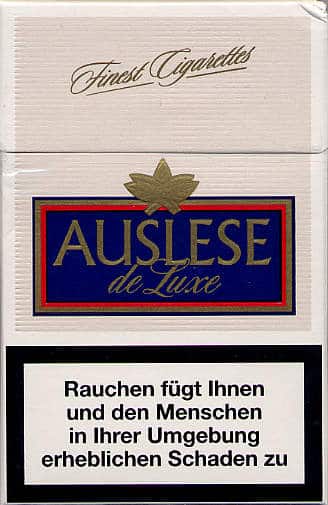 Finest Cigarettes
AUSLESE
de Luxe
Rauchen fügt Ihnen
und den Menschen
in Ihrer Umgebung
erheblichen Schaden zu